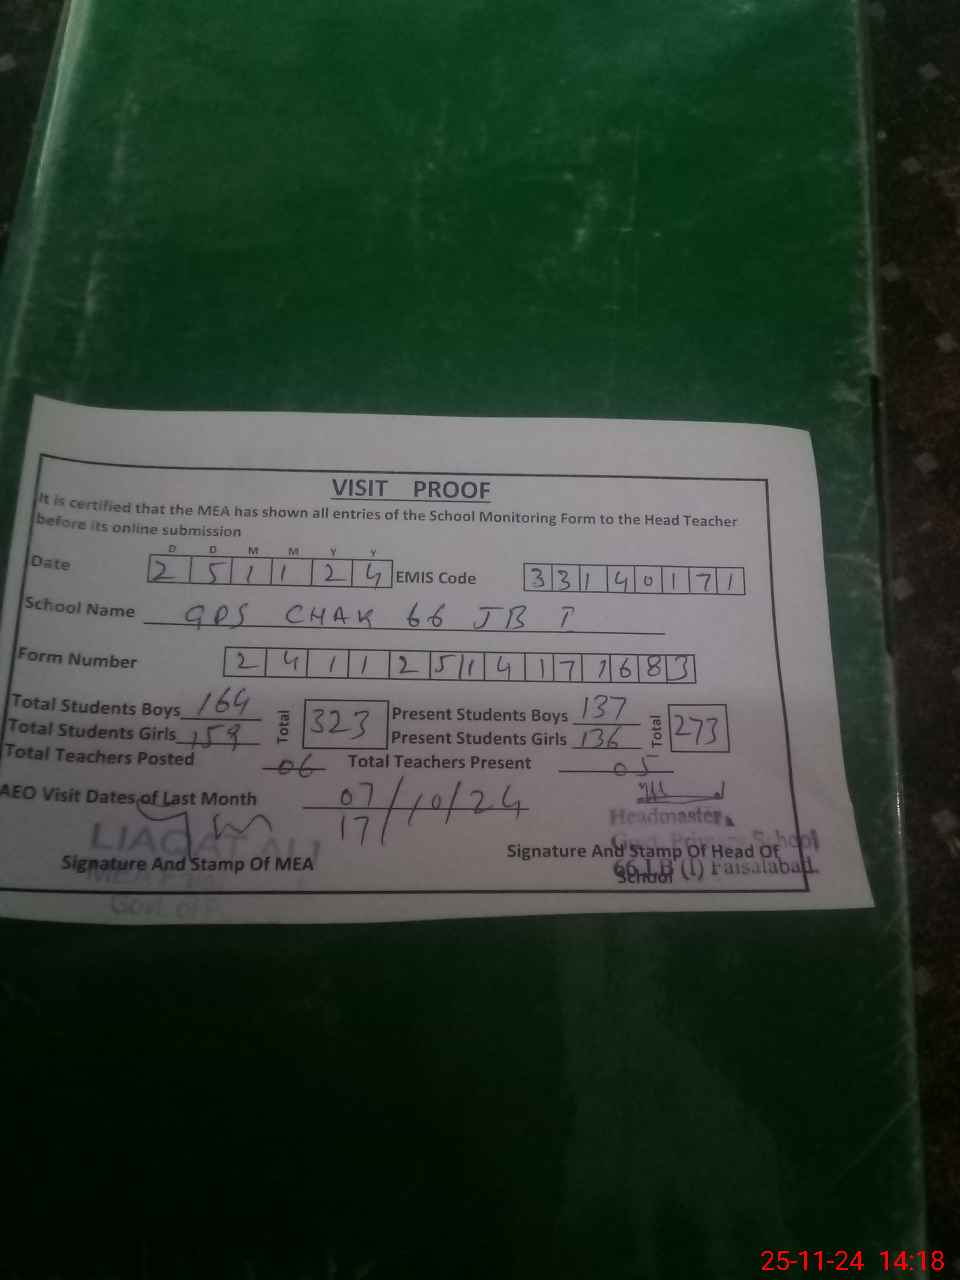 VISIT PROOF
It is certified that the MEA has shown all entries of the School Monitoring Form to the Head Teacher
before its online submission
D D M M Y Y
Date 2 5 1 1 2 4 EMIS Code 3 3 1 4 0 1 7 1
School Name GPS CHAK 66 JB I
Form Number 2 4 1 1 2 5 1 4 1 7 1 6 8 3
Total Students Boys 164 Total 323 Present Students Boys 137 Total 273
Total Students Girls 159 Present Students Girls 136
Total Teachers Posted 06 Total Teachers Present 05
AEO Visit Dates of Last Month 07/10/24
17/
Headmaster
LIAQAT ALI
Govt. Primary School
Signature And Stamp Of MEA Signature And Stamp Of Head Of
School
66 J.B (I) Faisalabad.
MEA
Govt. of
25-11-24 14:18